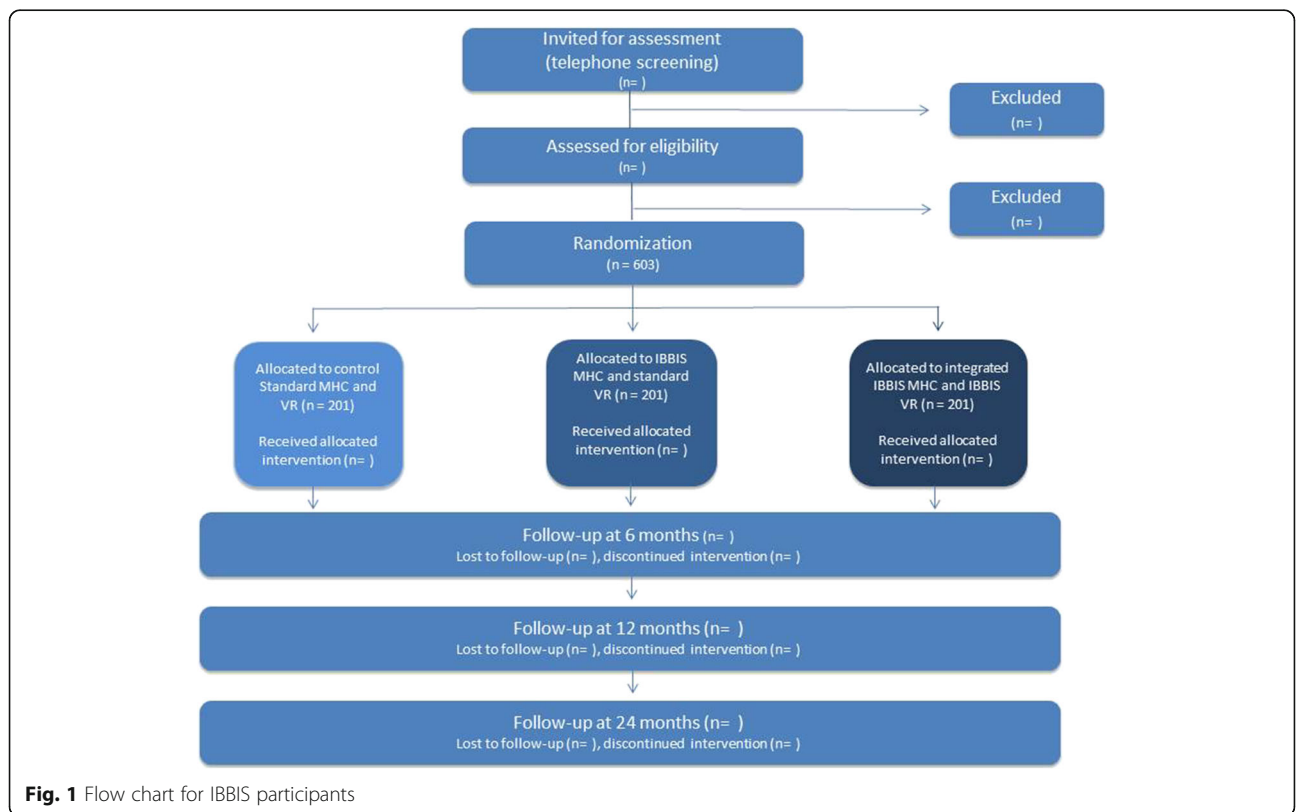 Invited for assessment
(telephone screening)
(n= )
Excluded
(n= )
Assessed for eligibility
(n= )
Excluded
(n= )
Randomization
(n = 603)
Allocated to control
Standard MHC and
VR (n = 201)
Received allocated
intervention (n= )
Allocated to IBBIS
MHC and standard
VR (n = 201)
Received allocated
intervention (n= )
Allocated to integrated
IBBIS MHC and IBBIS
VR (n = 201)
Received allocated
intervention (n= )
Follow-up at 6 months (n= )
Lost to follow-up (n= ), discontinued intervention (n= )
Follow-up at 12 months (n= )
Lost to follow-up (n= ), discontinued intervention (n= )
Follow-up at 24 months (n= )
Lost to follow-up (n= ), discontinued intervention (n= )
Fig. 1 Flow chart for IBBIS participants